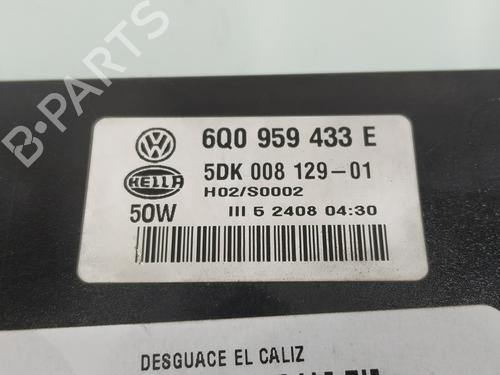 6Q0 959 433 E
5DK 008 129-01
HELLA
H02/S0002
50W
III 5 2408 04:30
DESGUACE EL CALIZ